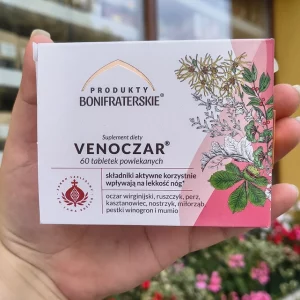 PRODUKTY
BONIFRATERSKIE®
Suplement diety
VENOCZAR®
60 tabletek powlekanych
składniki aktywne korzystnie
wpływają na lekkość nóg*
oczar wirginijski, ruszczyk, perz,
kasztanowiec, nostrzyk, miłorząb,
pestki winogron i mumio